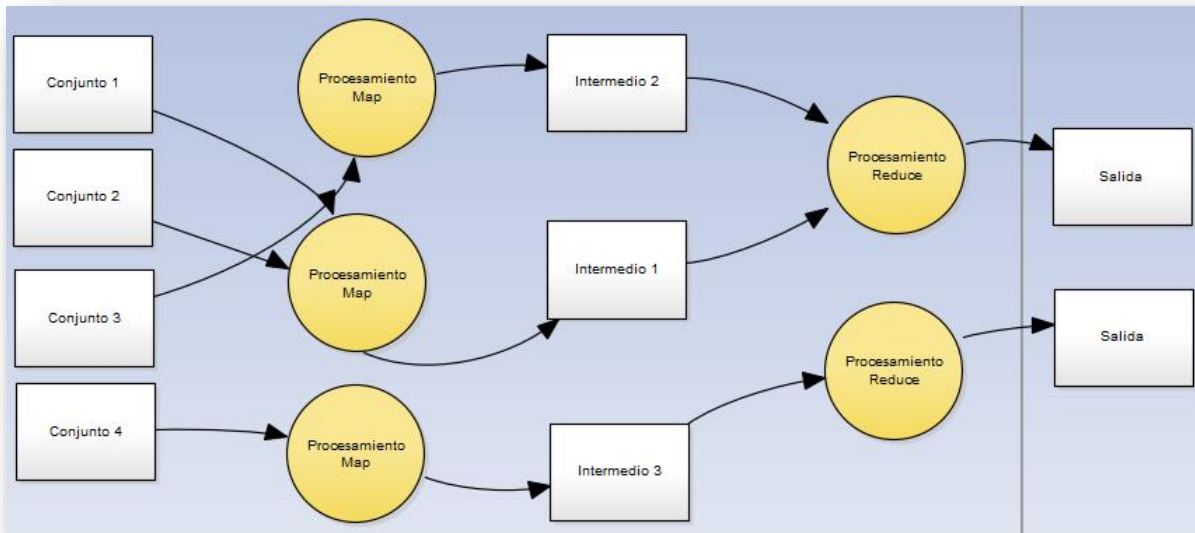 Conjunto 1
Procesamiento
Map
Intermedio 2
Procesamiento
Reduce
Salida
Conjunto 2
Procesamiento
Map
Intermedio 1
Conjunto 3
Procesamiento
Reduce
Salida
Conjunto 4
Procesamiento
Map
Intermedio 3